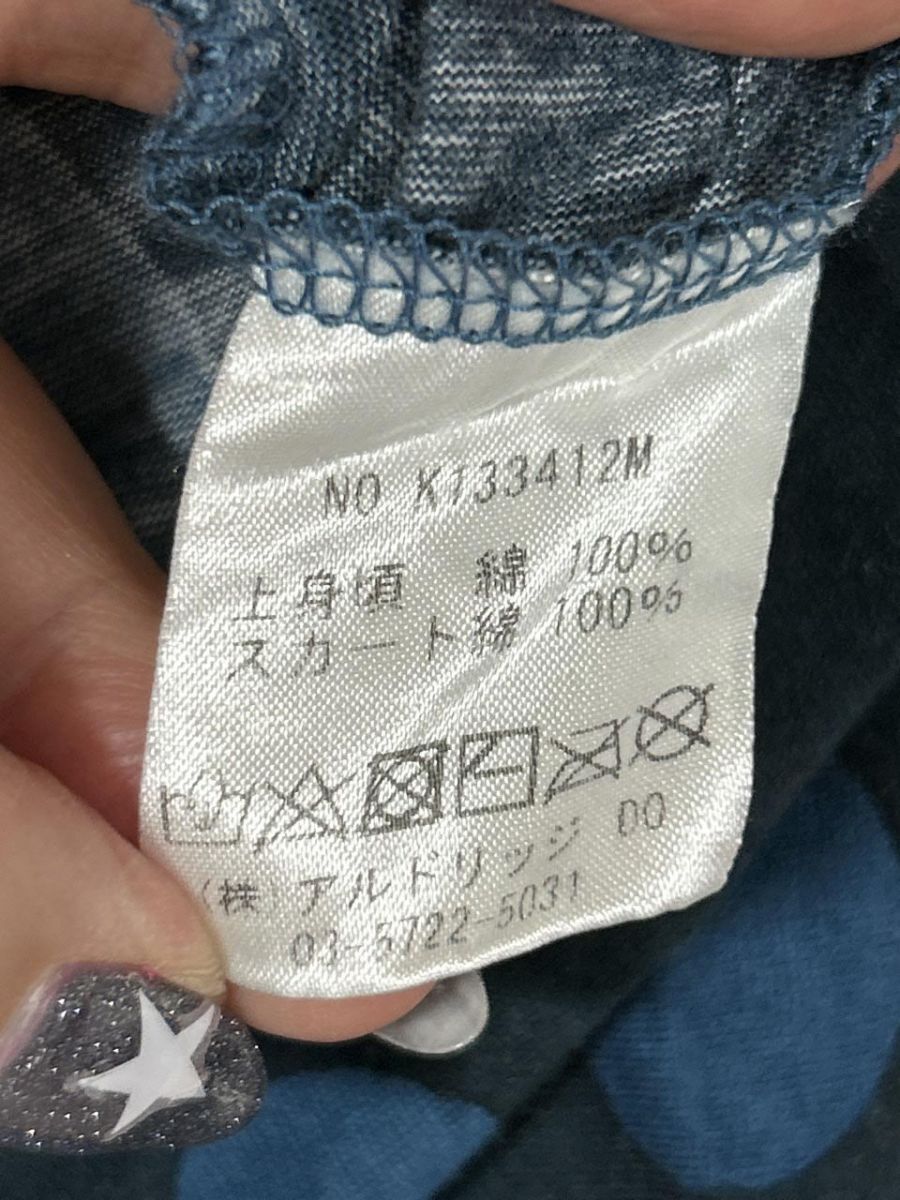 NO K133412M
上身頃 綿 100%
スカート綿 100%
(株) アルドリッジ DO
03-5722-5031